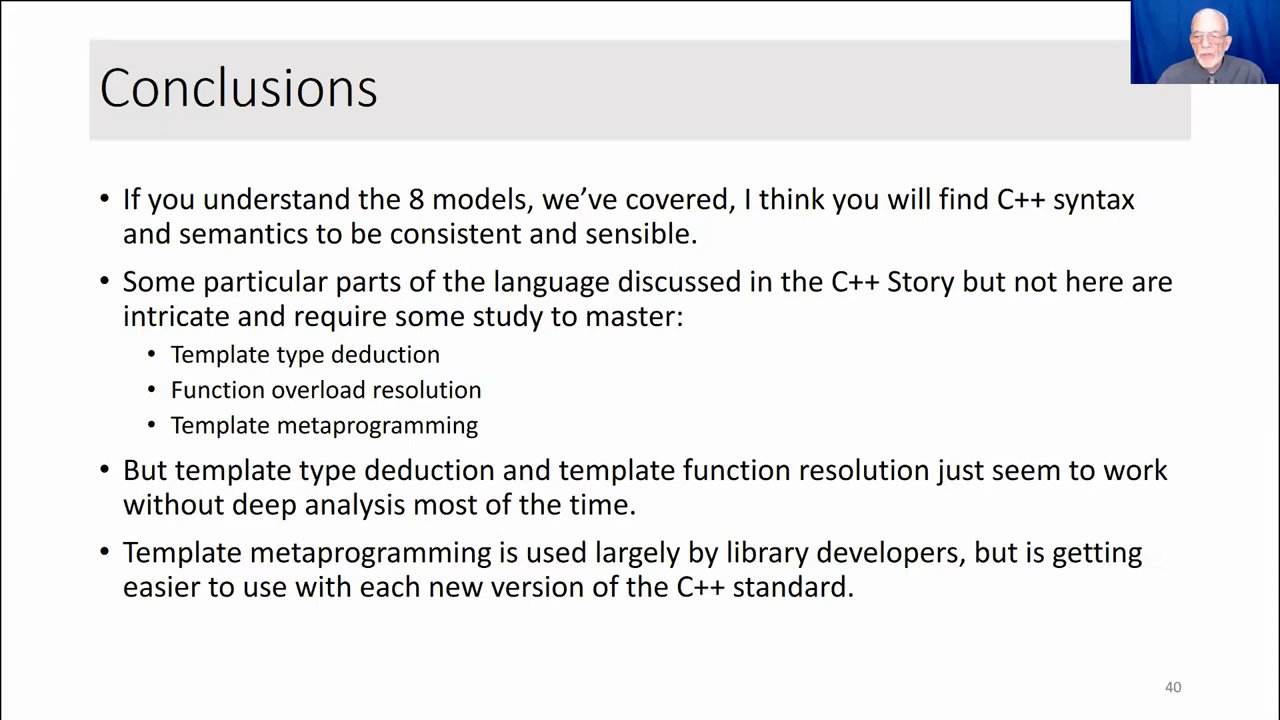 Conclusions
• If you understand the 8 models, we’ve covered, I think you will find C++ syntax
and semantics to be consistent and sensible.
• Some particular parts of the language discussed in the C++ Story but not here are
intricate and require some study to master:
• Template type deduction
• Function overload resolution
• Template metaprogramming
• But template type deduction and template function resolution just seem to work
without deep analysis most of the time.
• Template metaprogramming is used largely by library developers, but is getting
easier to use with each new version of the C++ standard.
40